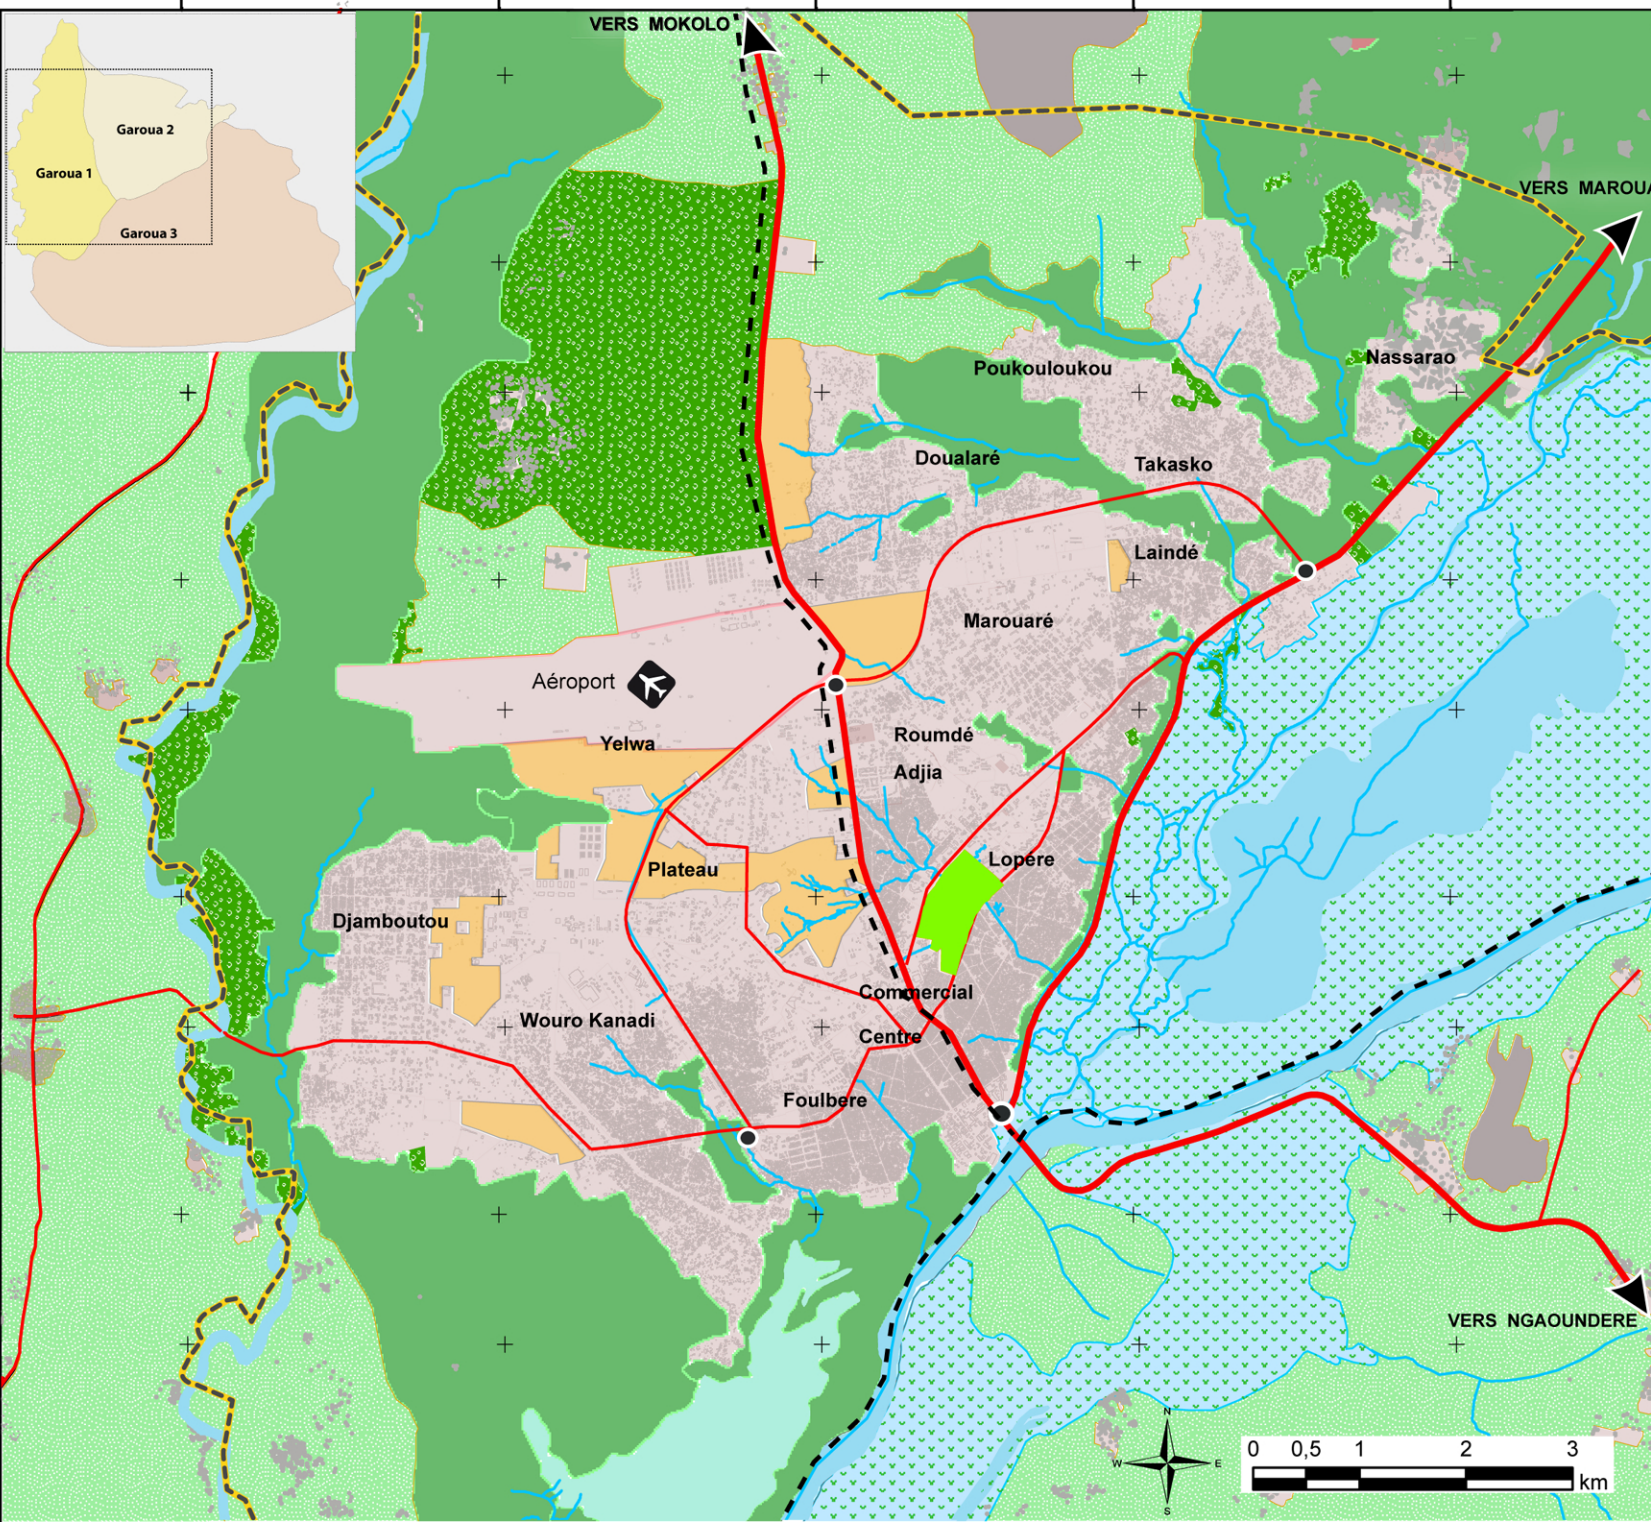 VERS MOKOLO
Garoua 2
Garoua 1
Garoua 3
VERS MAROUA
Nassarao
Poukouloukou
Doualaré
Takasko
Laindé
Marouaré
Aéroport
Yelwa
Roumdé
Adjia
Lopere
Plateau
Djamboutou
Commercial
Wouro Kanadi
Centre
Foulbere
VERS NGAOUNDERE
N
W E
S
0 0,5 1 2 3
km